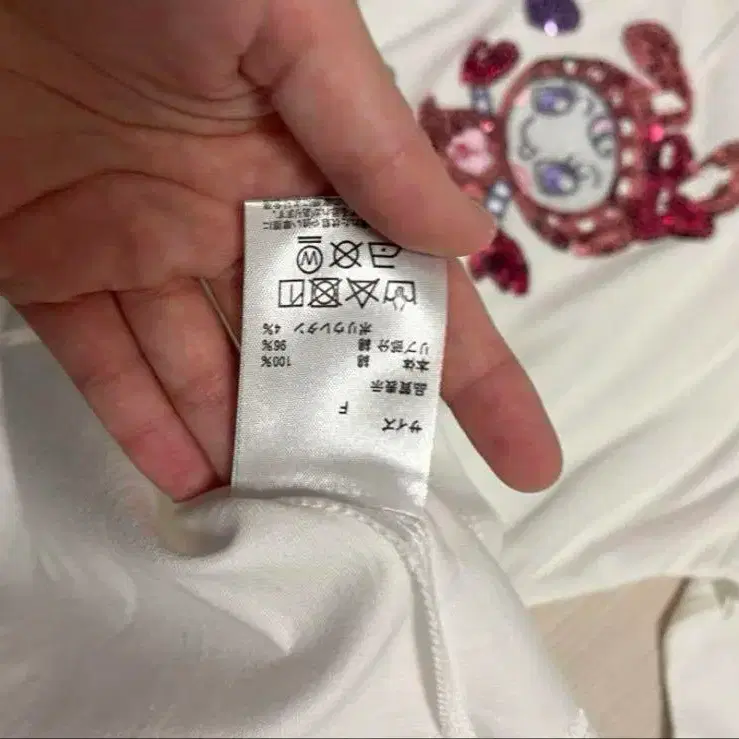 サイズ
F
品質表示
本体 綿 100%
リブ部分 綿 96%
ポリウレタン 4%
W